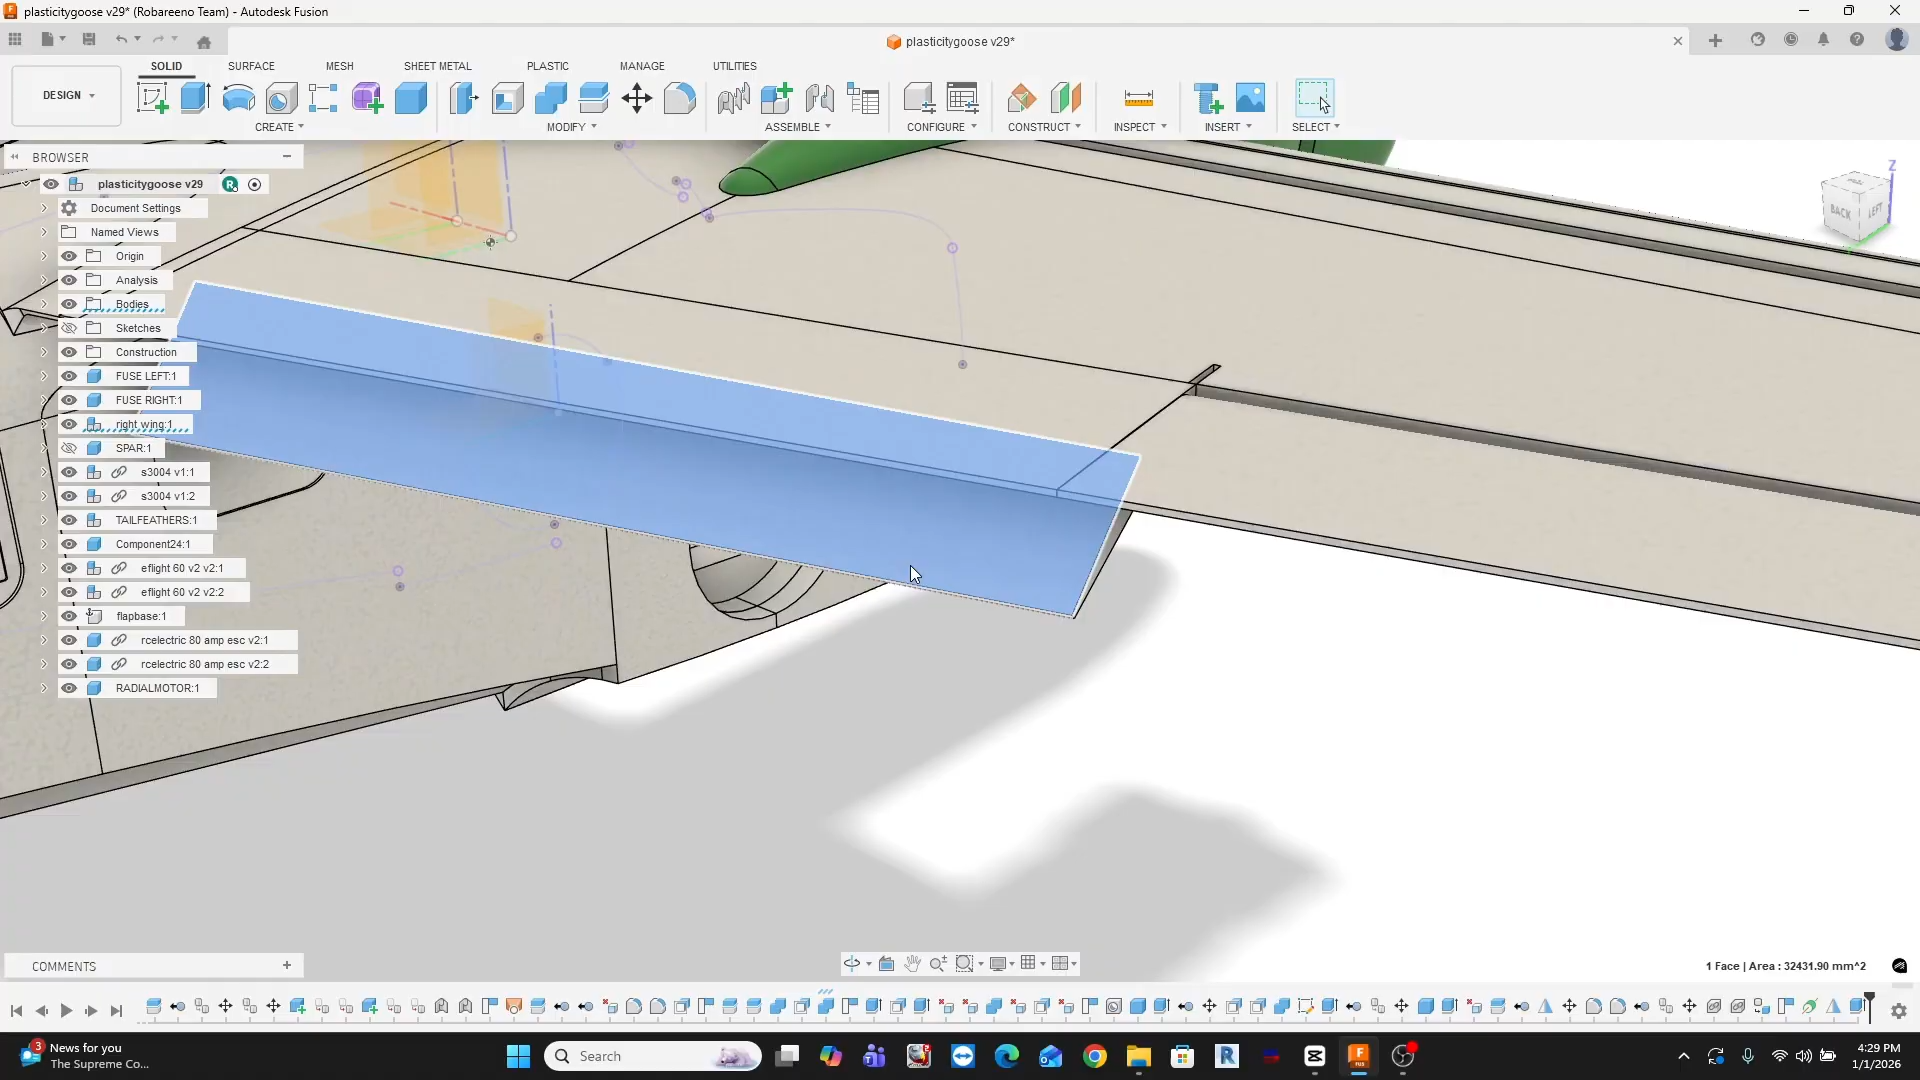 plasticitygoose v29* (Robareeno Team) - Autodesk Fusion
plasticitygoose v29*
DESIGN
SOLID
SURFACE
MESH
SHEET METAL
PLASTIC
MANAGE
UTILITIES
CREATE
MODIFY
ASSEMBLE
CONFIGURE
CONSTRUCT
INSPECT
INSERT
SELECT
BROWSER
plasticitygoose v29
Document Settings
Named Views
Origin
Analysis
Bodies
Sketches
Construction
FUSE LEFT:1
FUSE RIGHT:1
right wing:1
SPAR:1
s3004 v1:1
s3004 v1:2
TAILFEATHERS:1
Component24:1
eflight 60 v2 v2:1
eflight 60 v2 v2:2
flapbase:1
rcelectric 80 amp esc v2:1
rcelectric 80 amp esc v2:2
RADIALMOTOR:1
Z
BACK
LEFT
COMMENTS
1 Face | Area : 32431.90 mm^2
3
News for you
The Supreme Co...
Search
4:29 PM
1/1/2026